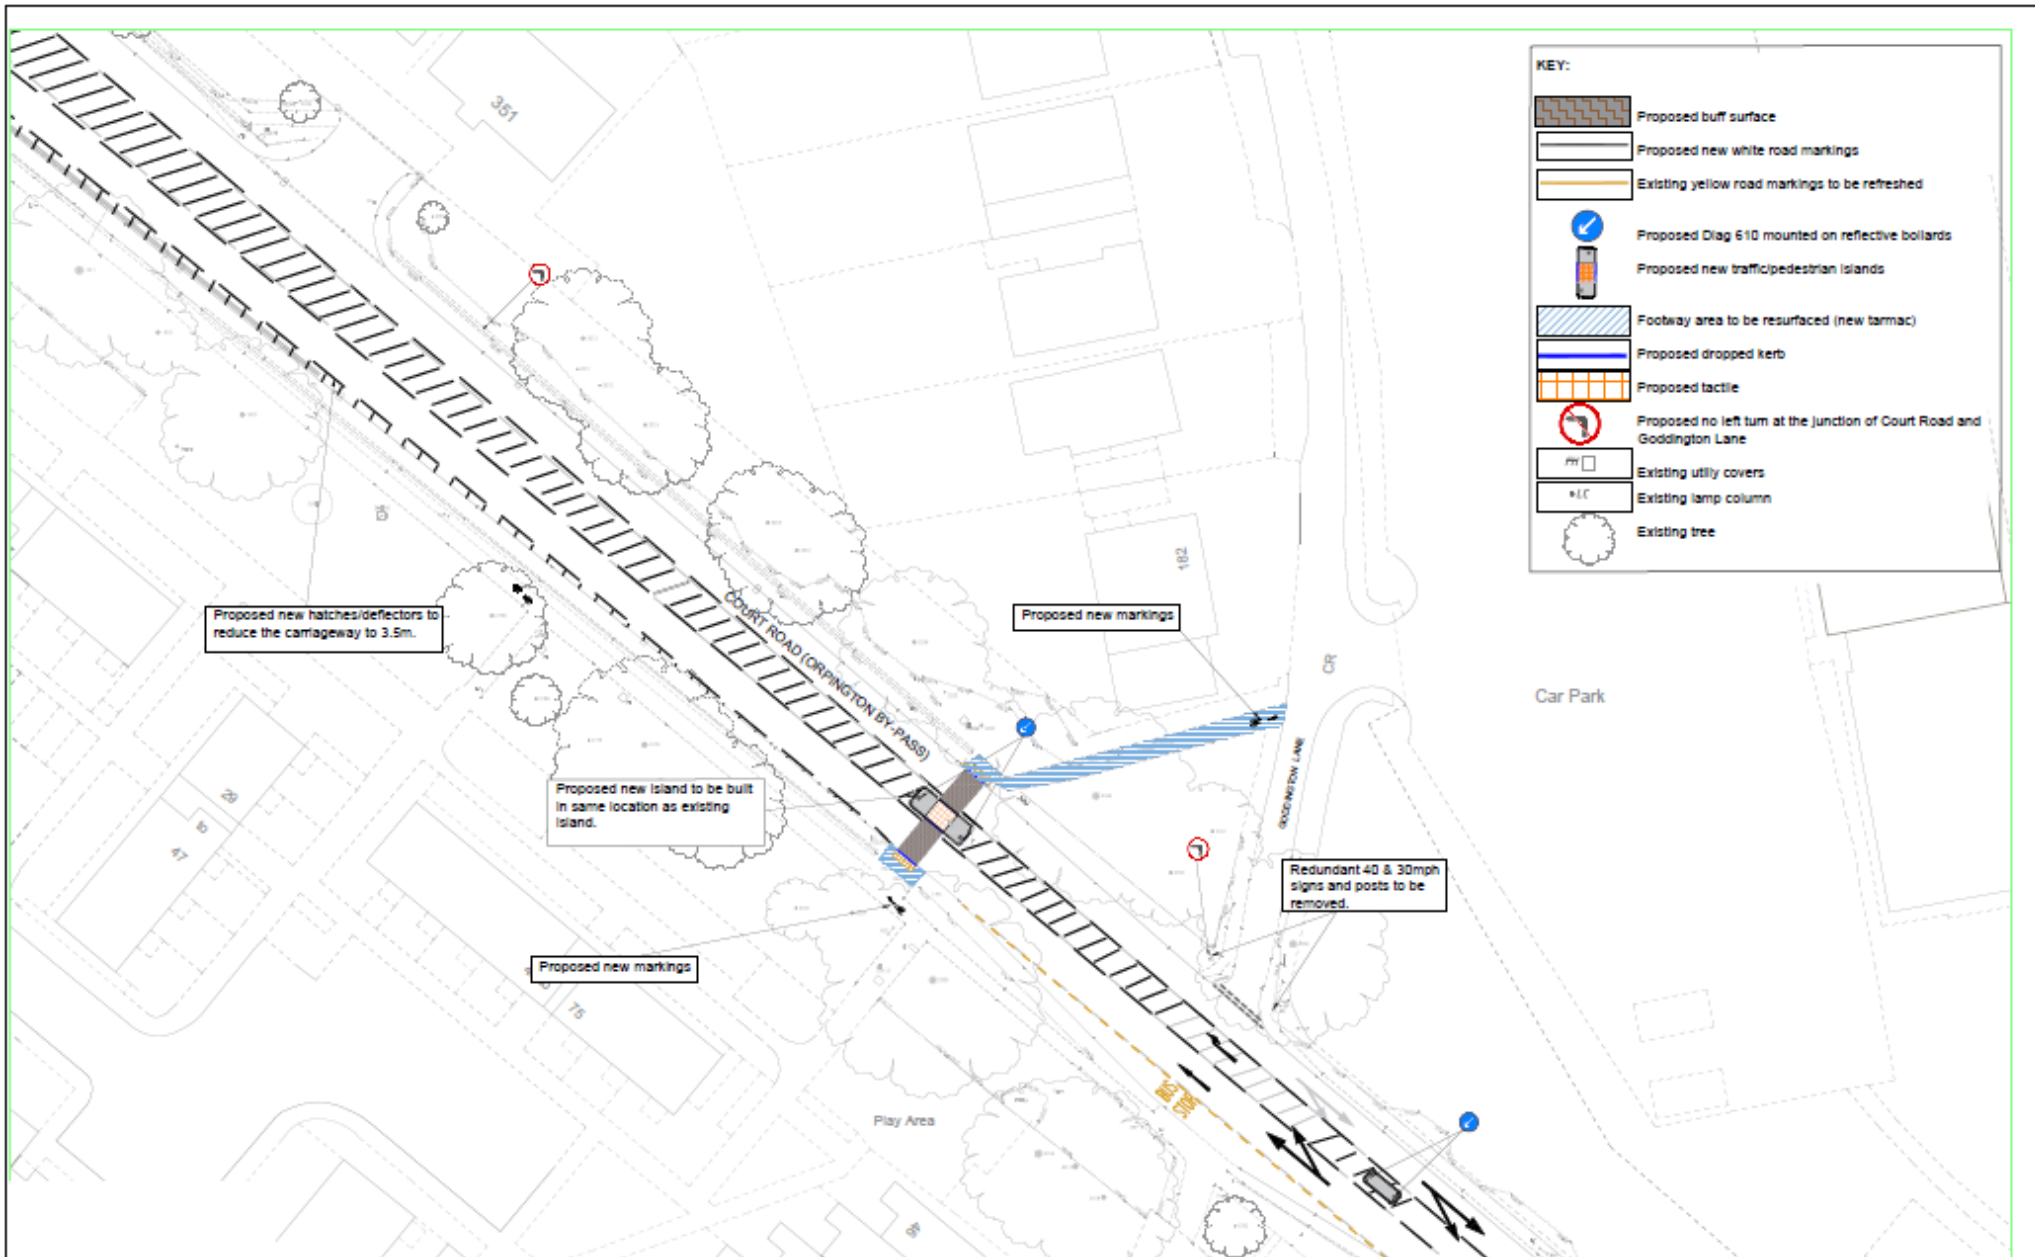 KEY:
Proposed buff surface
Proposed new white road markings
Existing yellow road markings to be refreshed
Proposed Diag 610 mounted on reflective bollards
Proposed new traffic/pedestrian islands
Footway area to be resurfaced (new tarmac)
Proposed dropped kerb
Proposed tactile
Proposed no left turn at the junction of Court Road and
Goddington Lane
Existing utility covers
Existing lamp column
Existing tree
351
Proposed new hatches/deflectors to
reduce the carriageway to 3.5m.
COURT ROAD (ORPINGTON BY-PASS)
182
Proposed new markings
CR
Car Park
GODDINGTON LANE
Proposed new island to be built
in same location as existing
island.
Redundant 40 & 30mph
signs and posts to be
removed.
Proposed new markings
29
to
47
75
BUS
STOP
Play Area